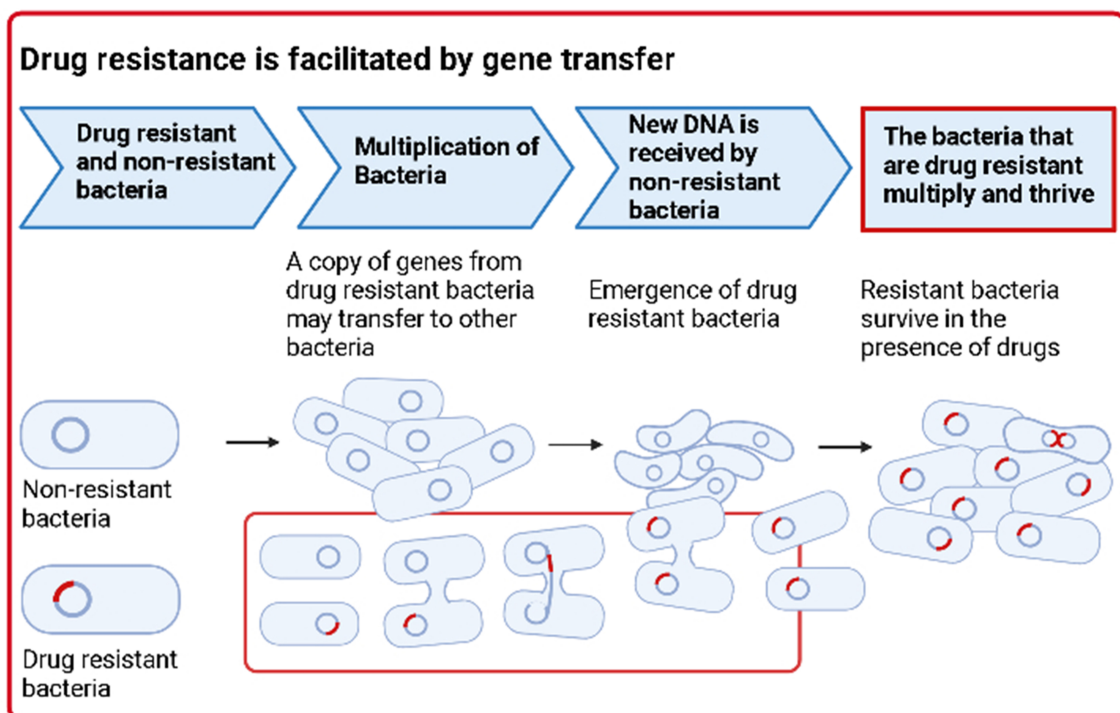 Drug resistance is facilitated by gene transfer
Drug resistant
and non-resistant
bacteria
Multiplication of
Bacteria
New DNA is
received by
non-resistant
bacteria
The bacteria that
are drug resistant
multiply and thrive
A copy of genes from
drug resistant bacteria
may transfer to other
bacteria
Emergence of drug
resistant bacteria
Resistant bacteria
survive in the
presence of drugs
Non-resistant
bacteria
Drug resistant
bacteria